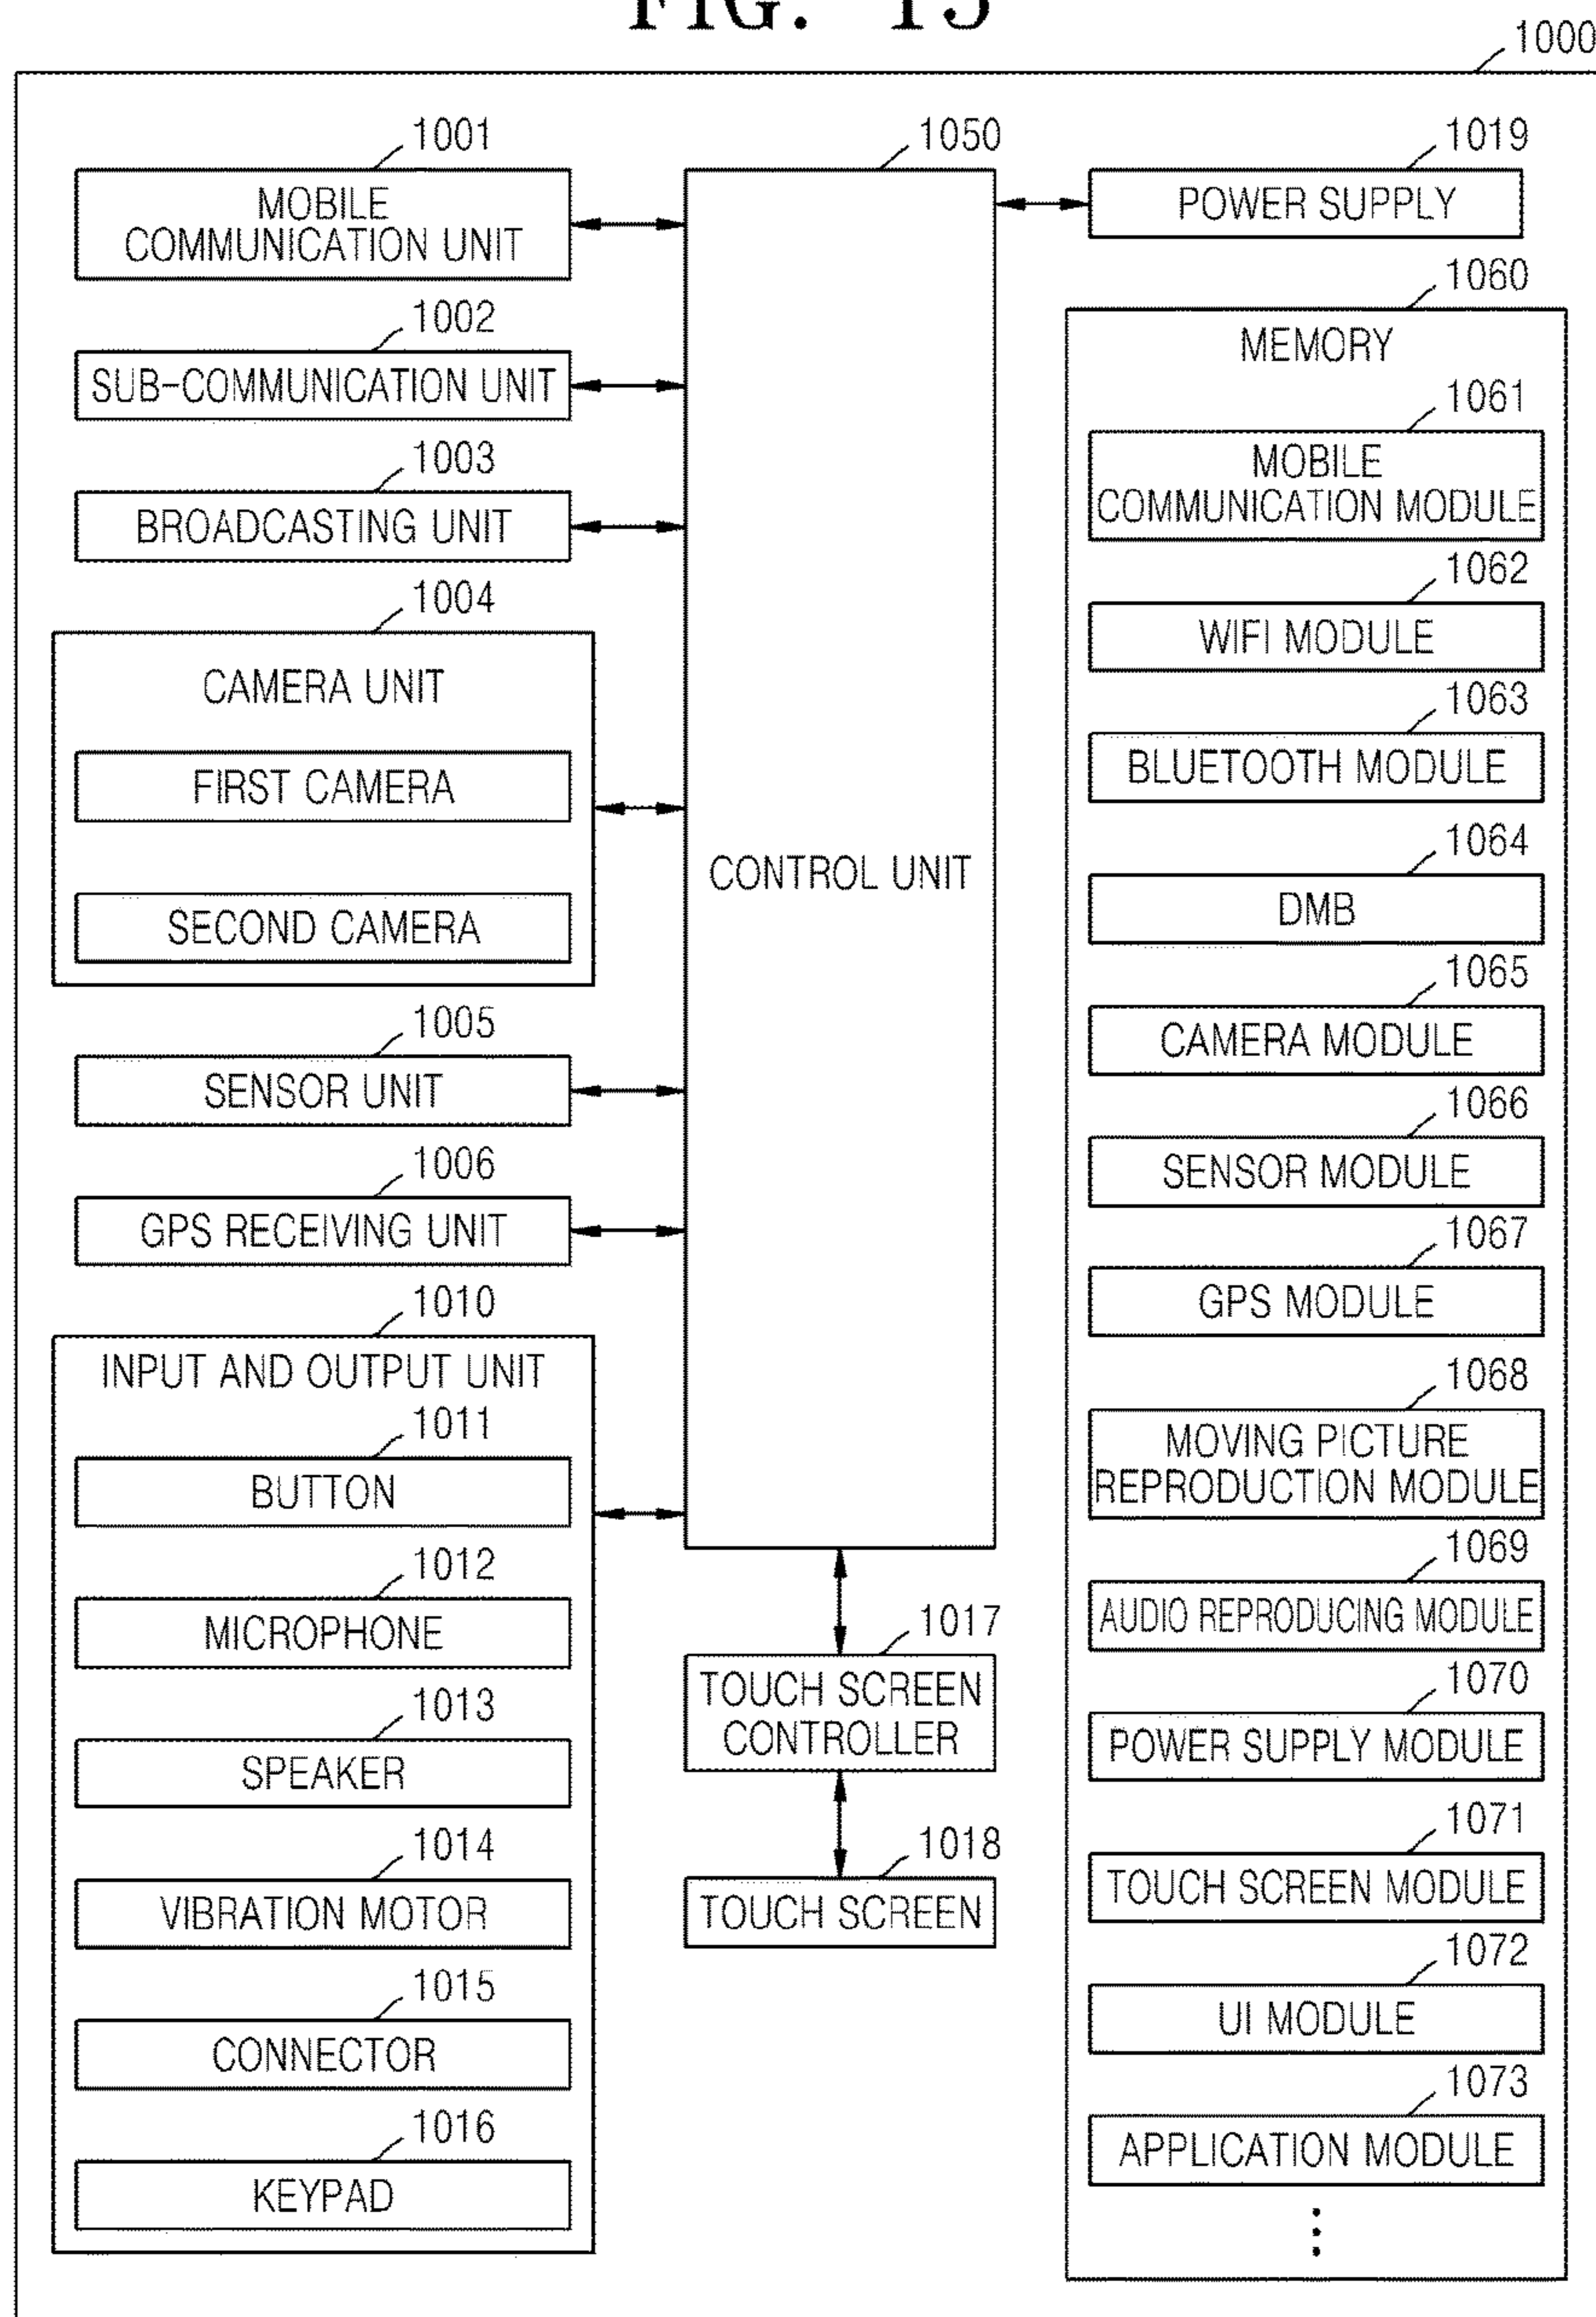 FIG. 15
1000
1001
MOBILE
COMMUNICATION UNIT
1002
SUB-COMMUNICATION UNIT
1003
BROADCASTING UNIT
1004
CAMERA UNIT
FIRST CAMERA
SECOND CAMERA
1005
SENSOR UNIT
1006
GPS RECEIVING UNIT
1010
INPUT AND OUTPUT UNIT
1011
BUTTON
1012
MICROPHONE
1013
SPEAKER
1014
VIBRATION MOTOR
1015
CONNECTOR
1016
KEYPAD
1050
CONTROL UNIT
1017
TOUCH SCREEN
CONTROLLER
1018
TOUCH SCREEN
1019
POWER SUPPLY
1060
MEMORY
1061
MOBILE
COMMUNICATION MODULE
1062
WIFI MODULE
1063
BLUETOOTH MODULE
1064
DMB
1065
CAMERA MODULE
1066
SENSOR MODULE
1067
GPS MODULE
1068
MOVING PICTURE
REPRODUCTION MODULE
1069
AUDIO REPRODUCING MODULE
1070
POWER SUPPLY MODULE
1071
TOUCH SCREEN MODULE
1072
UI MODULE
1073
APPLICATION MODULE